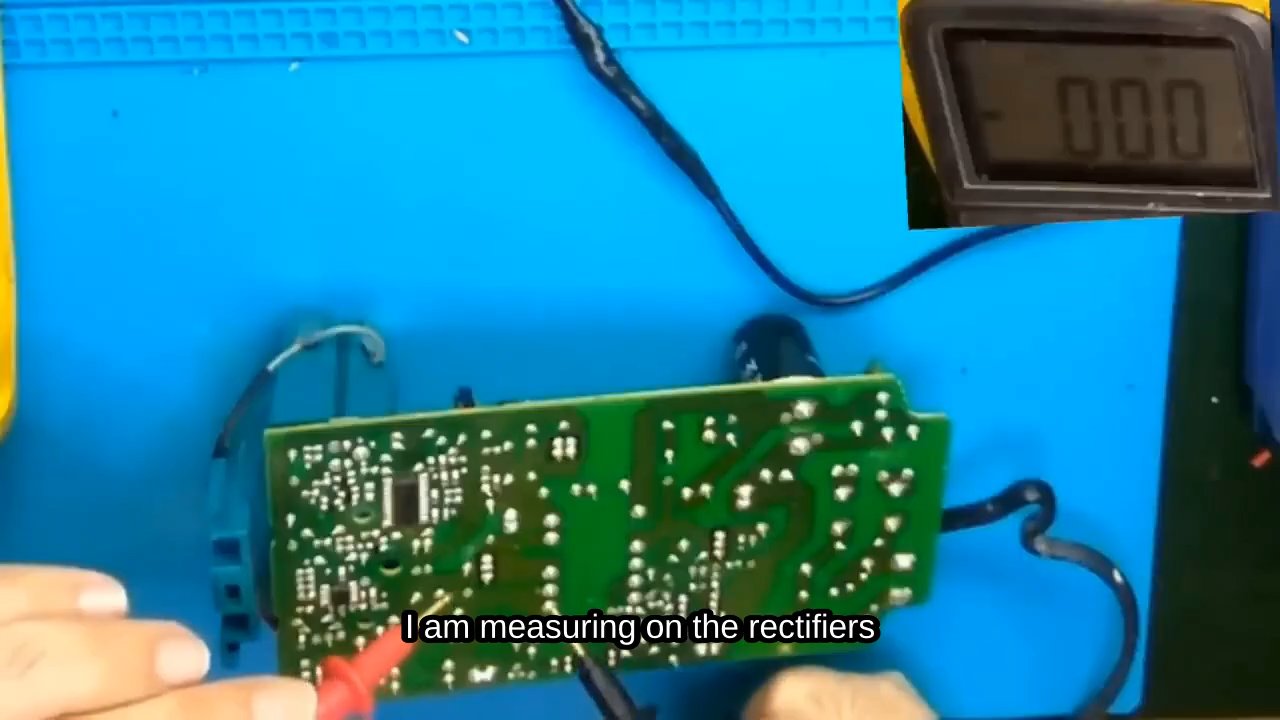 - 000
I am measuring on the rectifiers